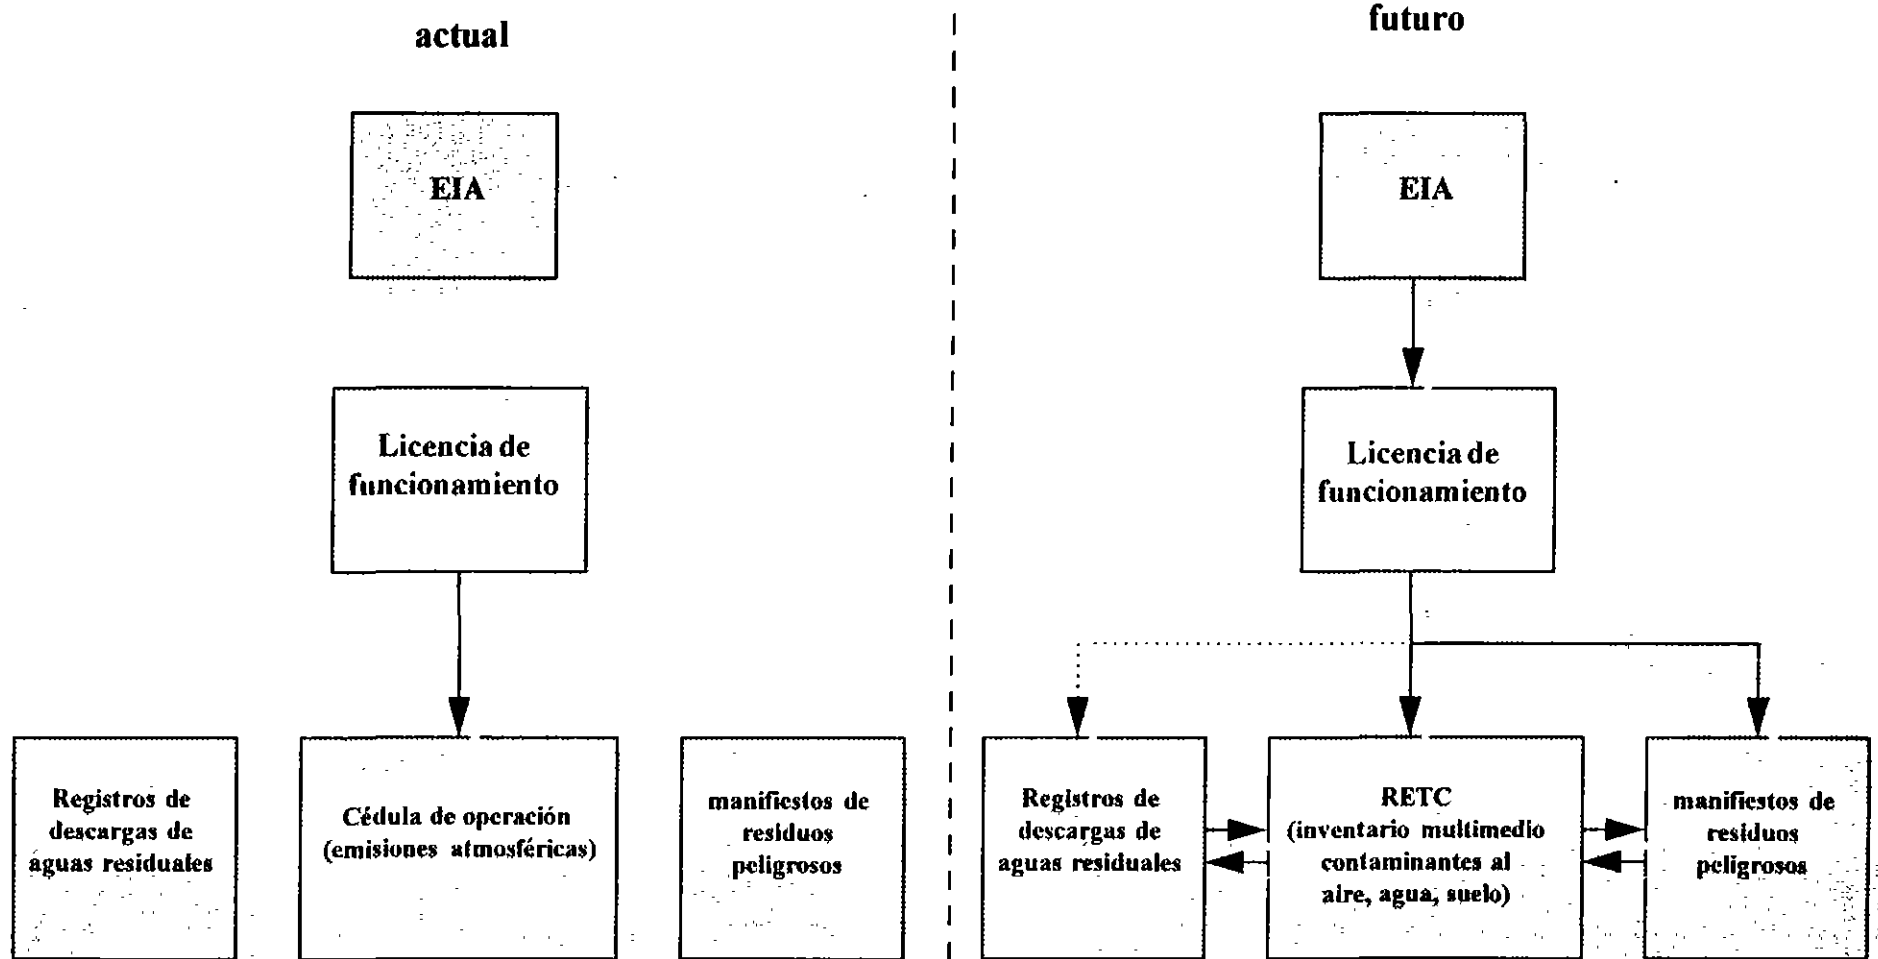 actual
EIA
Licencia de
funcionamiento
Registros de
descargas de
aguas residuales
Cédula de operación
(emisiones atmosféricas)
manifiestos de
residuos
peligrosos
futuro
EIA
Licencia de
funcionamiento
Registros de
descargas de
aguas residuales
RETC
(inventario multimedio
contaminantes al
aire, agua, suelo)
manifiestos de
residuos
peligrosos